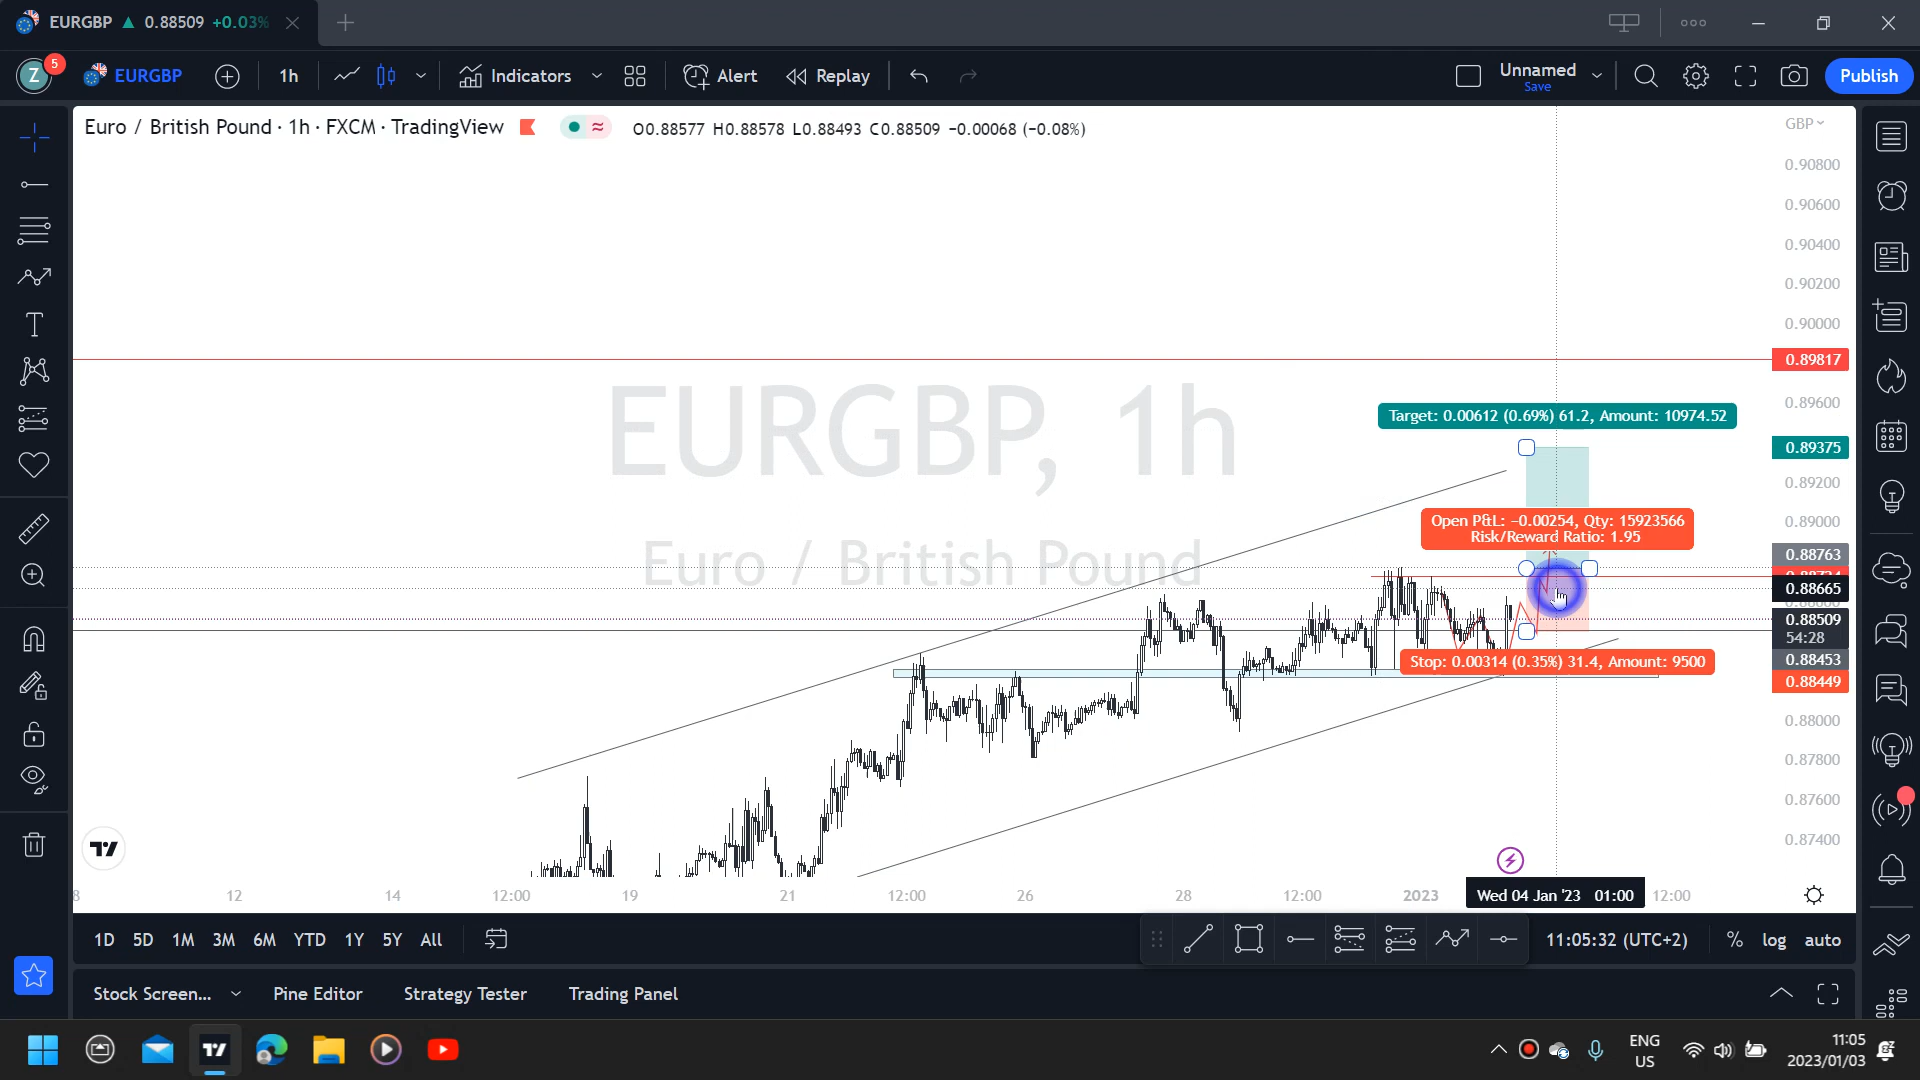 EURGBP ▲ 0.88509 +0.03%
Z 5 EURGBP 1h Indicators Alert Replay Unnamed Save Publish
Euro / British Pound · 1h · FXCM · TradingView O0.88577 H0.88578 L0.88493 C0.88509 −0.00068 (−0.08%)
GBP
0.90800
0.90600
0.90400
0.90200
0.90000
0.89817
0.89600
0.89375
0.89200
0.89000
0.88763
0.88665
0.88509
54:28
0.88453
0.88449
0.88000
0.87800
0.87600
0.87400
EURGBP, 1h
Euro / British Pound
Target: 0.00612 (0.69%) 61.2, Amount: 10974.52
Open P&L: −0.00254, Qty: 15923566
Risk/Reward Ratio: 1.95
Stop: 0.00314 (0.35%) 31.4, Amount: 9500
8 12 14 12:00 19 21 12:00 26 28 12:00 2023 Wed 04 Jan '23 01:00 12:00
1D 5D 1M 3M 6M YTD 1Y 5Y All 11:05:32 (UTC+2) % log auto
Stock Screen... Pine Editor Strategy Tester Trading Panel
ENG
US
11:05
2023/01/03